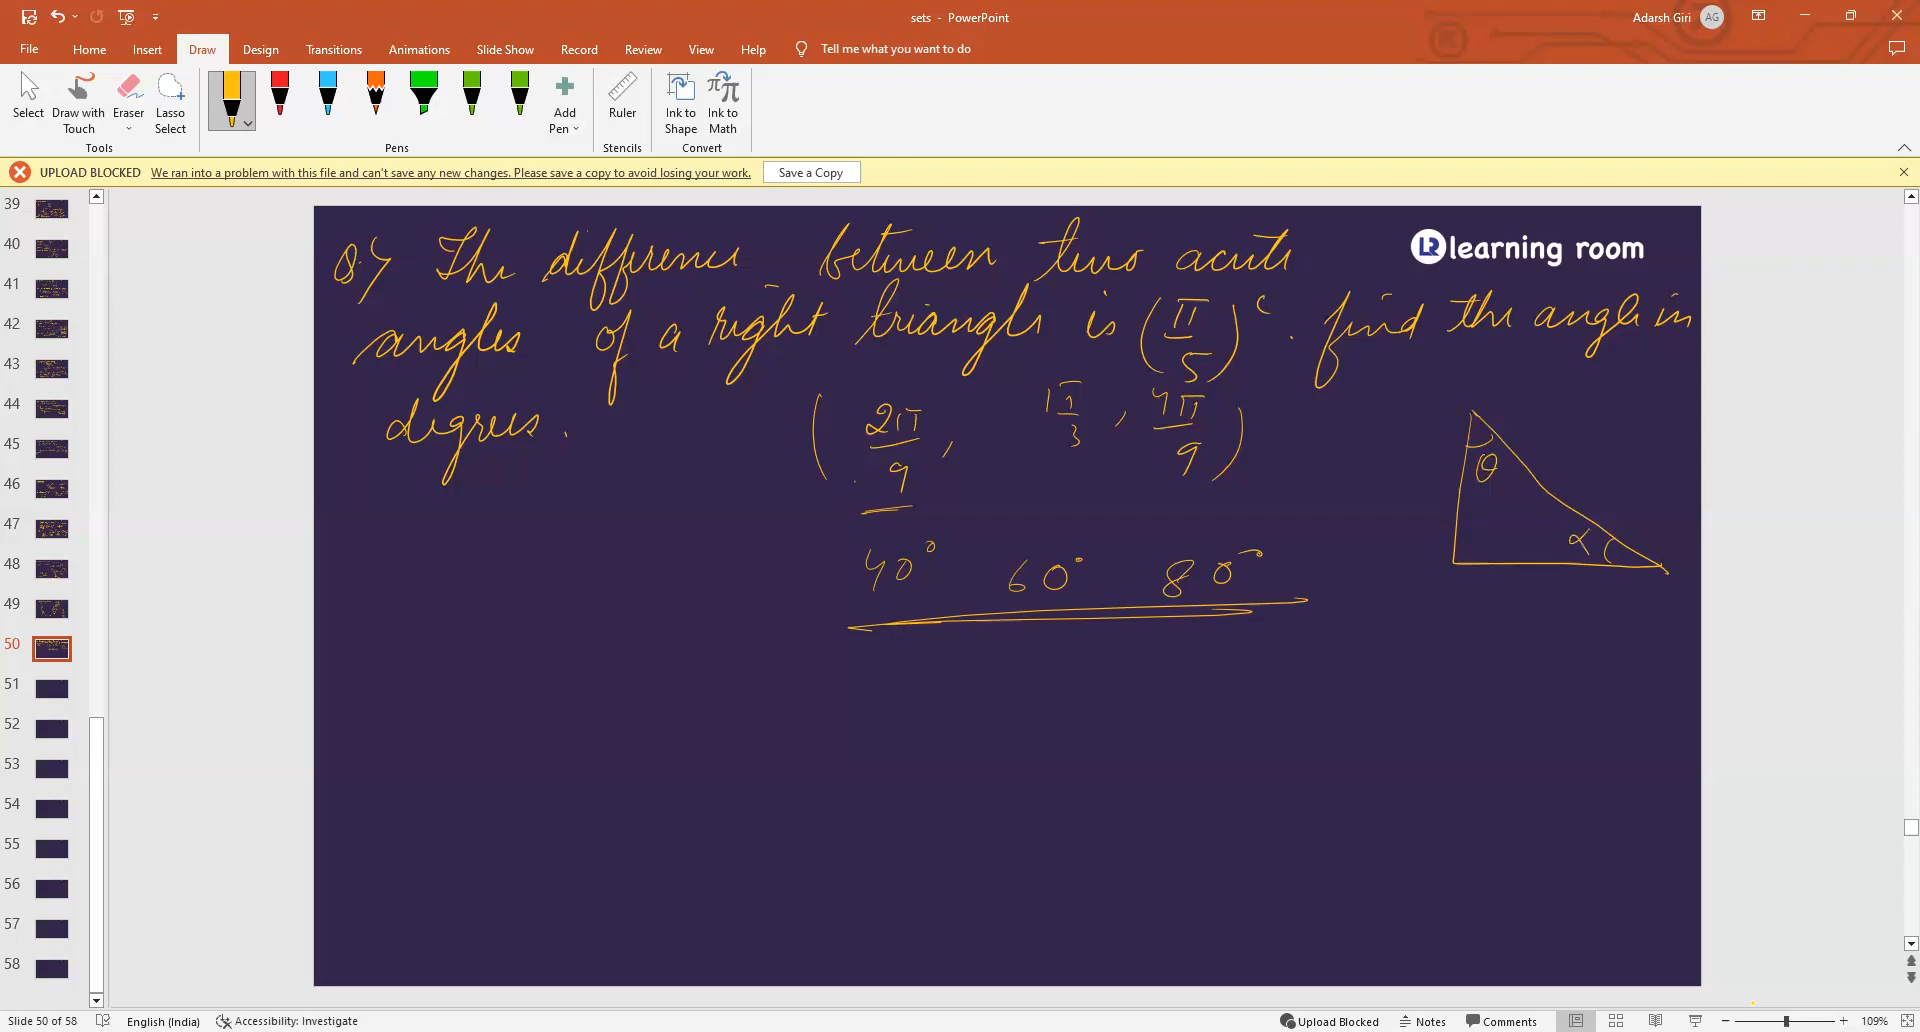 sets - PowerPoint
Adarsh Giri AG
File Home Insert Draw Design Transitions Animations Slide Show Record Review View Help Tell me what you want to do
Select
Draw with Touch
Eraser
Lasso Select
Add Pen
Ruler
Ink to Shape
Ink to Math
Tools Pens Stencils Convert
UPLOAD BLOCKED We ran into a problem with this file and can't save any new changes. Please save a copy to avoid losing your work. Save a Copy
LR learning room
The difference between two acute
angles of a right triangle is (π/5)ᶜ. find the angle in
degrees.
(2π/9, 1π/3, 4π/9)
θ
α
40° 60° 80°
39
40
41
42
43
44
45
46
47
48
49
50
51
52
53
54
55
56
57
58
Slide 50 of 58 English (India) Accessibility: Investigate Upload Blocked Notes Comments 109%